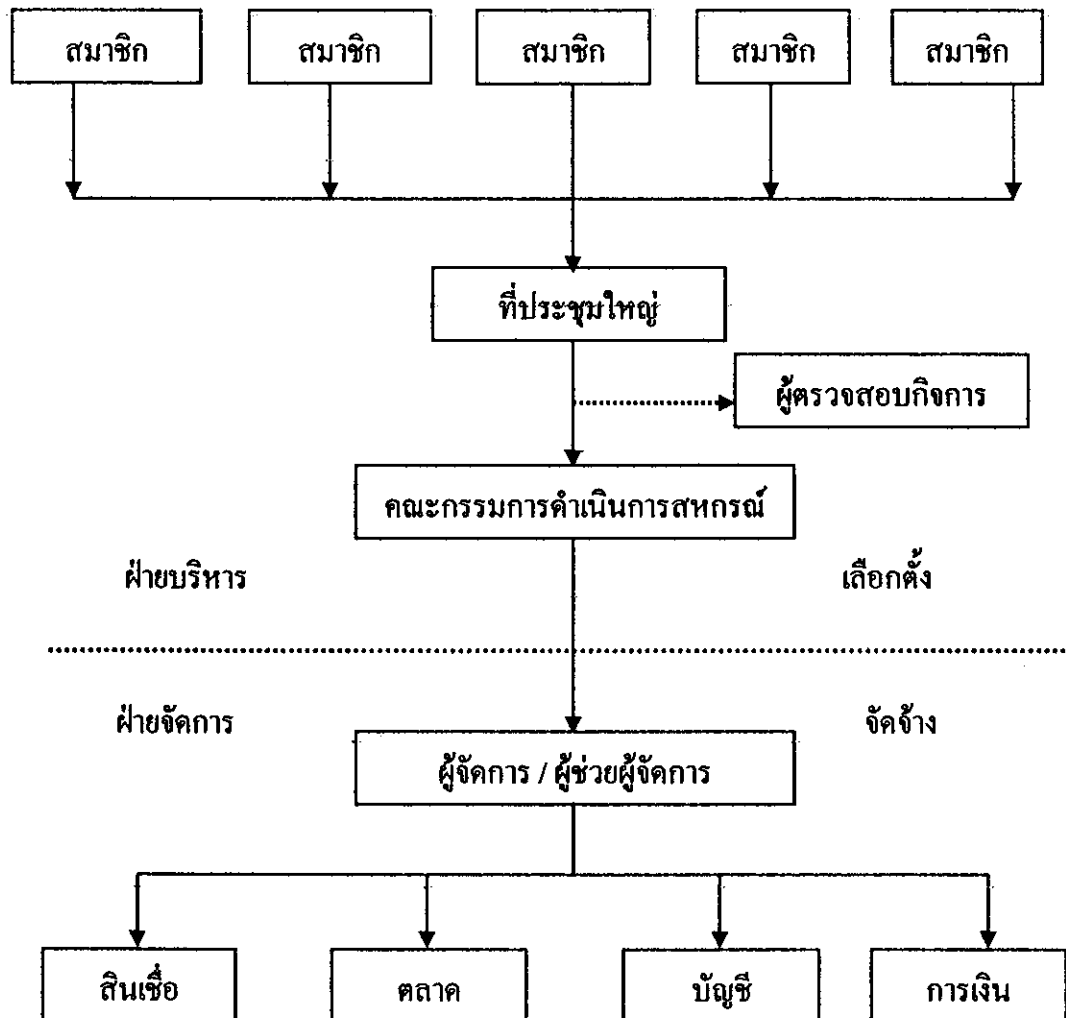 สมาชิก
สมาชิก
สมาชิก
สมาชิก
สมาชิก
ที่ประชุมใหญ่
ผู้ตรวจสอบกิจการ
คณะกรรมการดำเนินการสหกรณ์
ฝ่ายบริหาร
เลือกตั้ง
ฝ่ายจัดการ
จัดจ้าง
ผู้จัดการ / ผู้ช่วยผู้จัดการ
สินเชื่อ
ตลาด
บัญชี
การเงิน